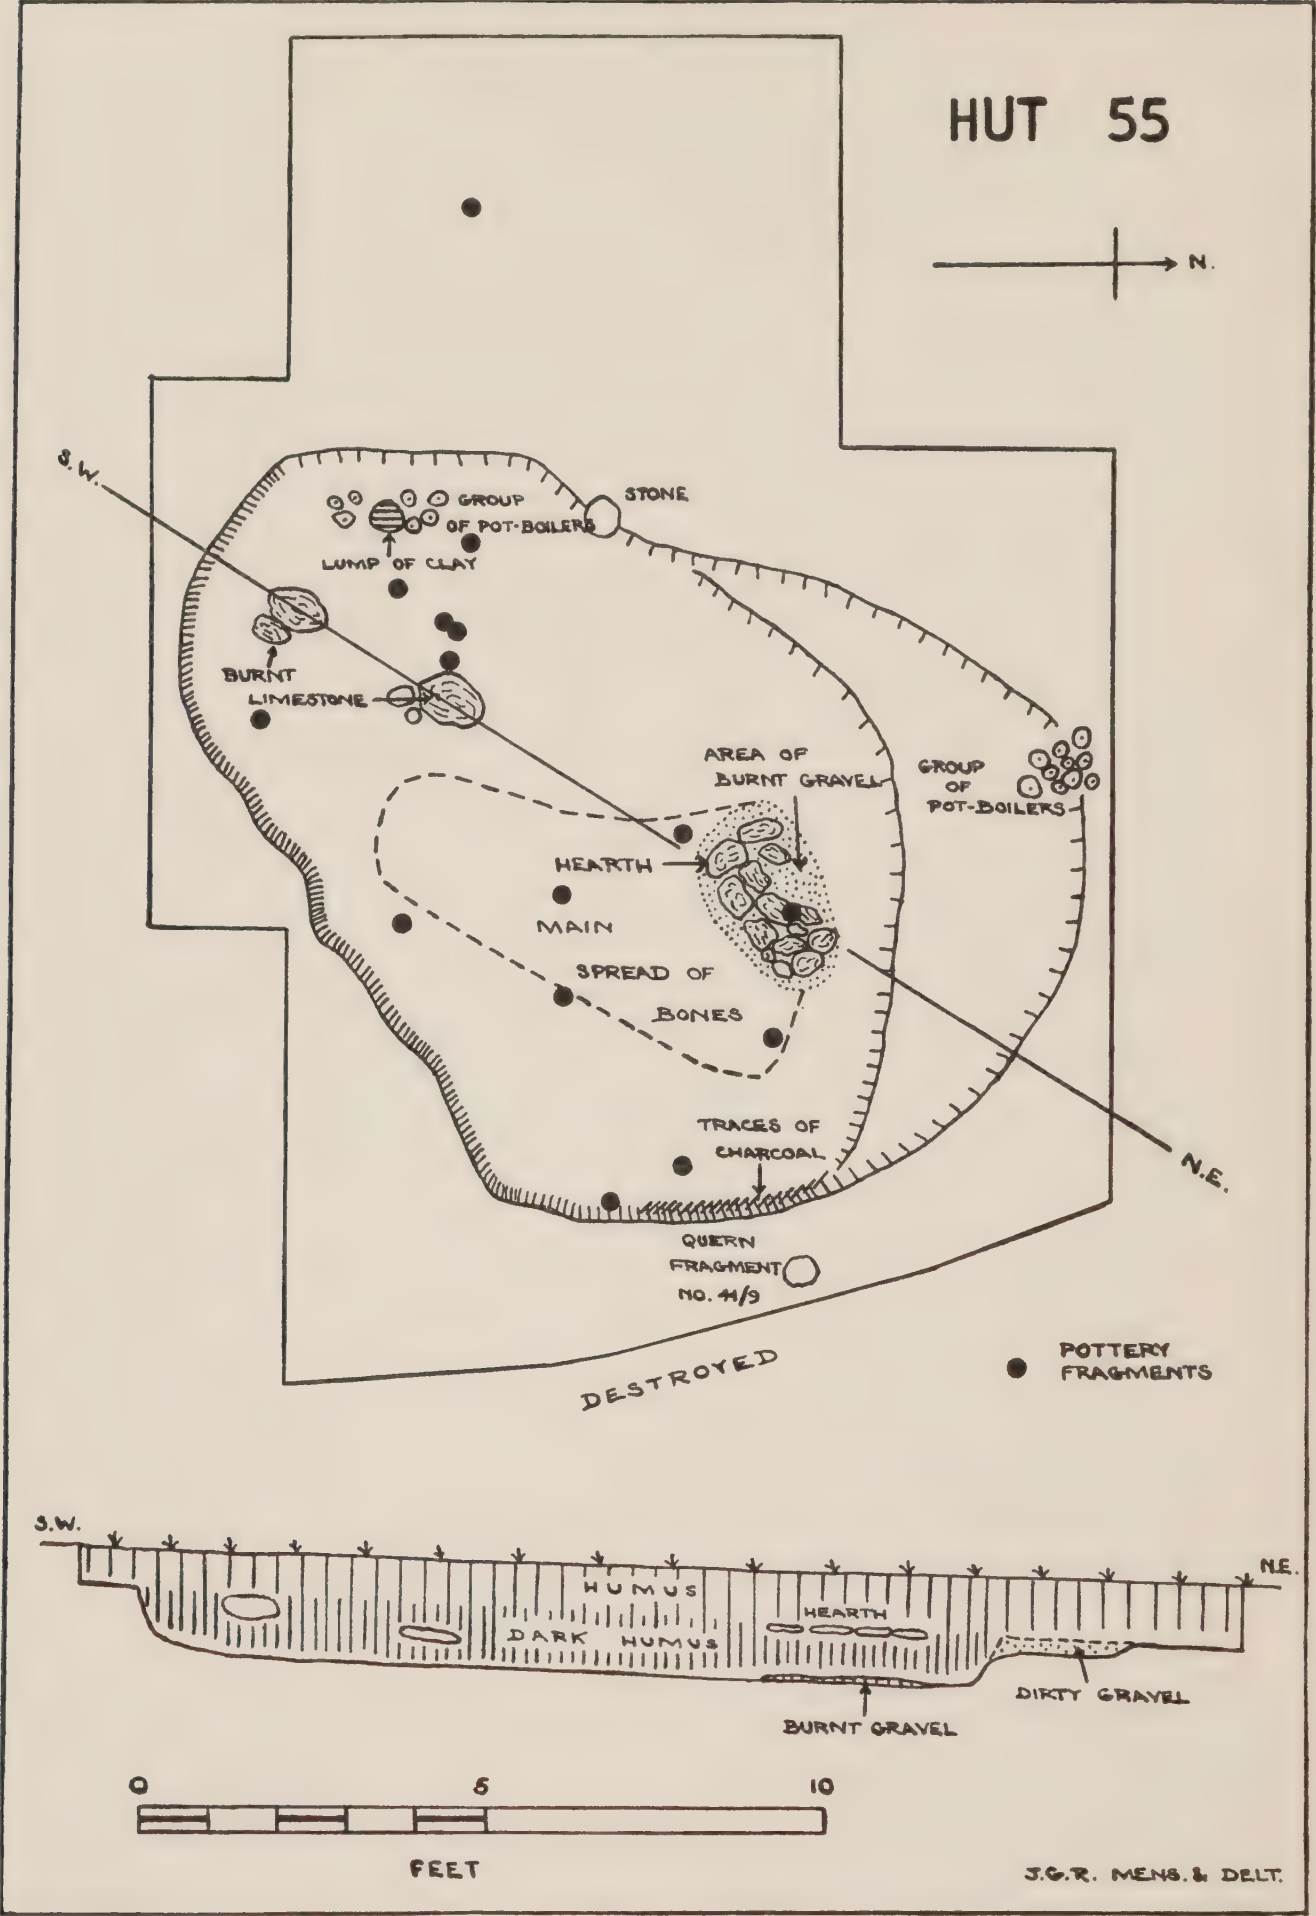 HUT 55
N.
S.W.
STONE
GROUP
OF POT-BOILERS
LUMP OF CLAY
BURNT
LIMESTONE
AREA OF
BURNT GRAVEL
GROUP
OF
POT-BOILERS
HEARTH
MAIN
SPREAD OF
BONES
TRACES OF
CHARCOAL
N.E.
QUERN
FRAGMENT
NO. 44/9
DESTROYED
POTTERY
FRAGMENTS
S.W.
N.E.
HUMUS
HEARTH
DARK HUMUS
DIRTY GRAVEL
BURNT GRAVEL
0 5 10
FEET
J.G.R. MENS. & DELT.